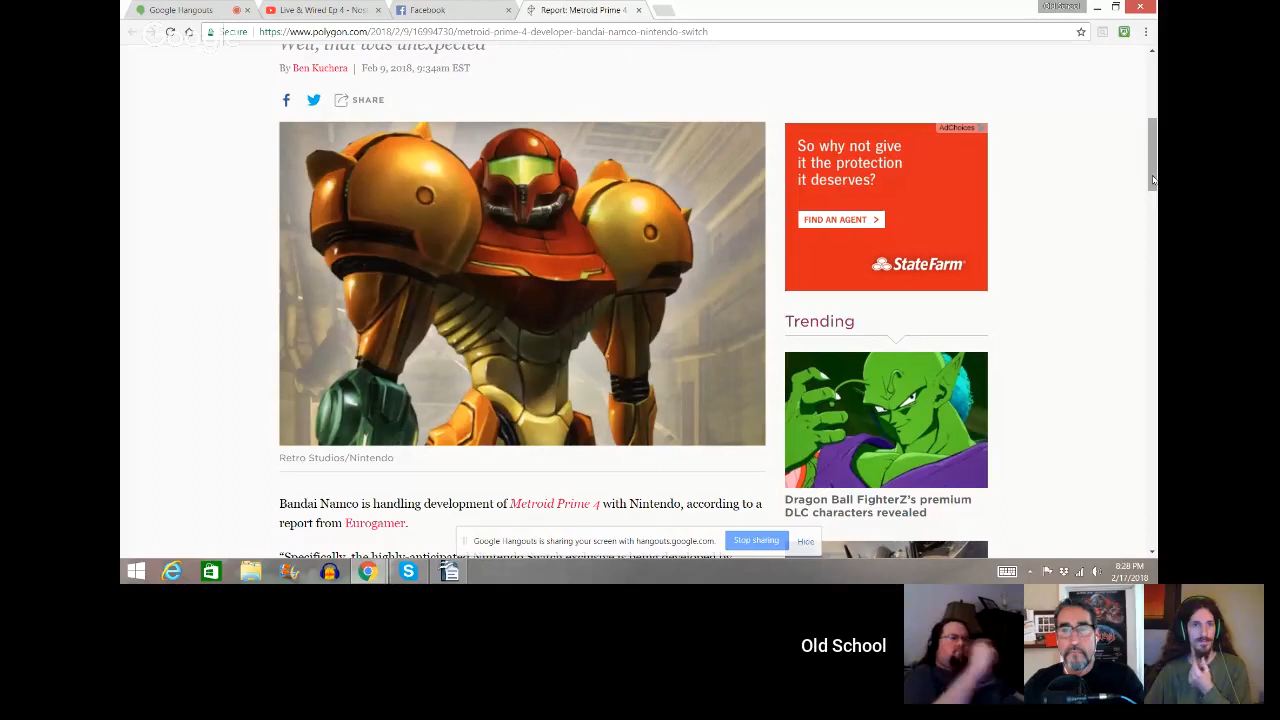 Google Hangouts
Live & Wired Ep 4 - Nos
Facebook
Report: Metroid Prime 4
Old School
https://www.polygon.com/2018/2/9/16994730/metroid-prime-4-developer-bandai-namco-nintendo-switch
Well, that was unexpected
By Ben Kuchera | Feb 9, 2018, 9:34am EST
SHARE
AdChoices
So why not give
it the protection
it deserves?
FIND AN AGENT >
StateFarm
Trending
Retro Studios/Nintendo
Bandai Namco is handling development of Metroid Prime 4 with Nintendo, according to a
report from Eurogamer.
Dragon Ball FighterZ's premium
DLC characters revealed
Google Hangouts is sharing your screen with hangouts.google.com.
Stop sharing
Hide
8:28 PM
2/17/2018
Old School